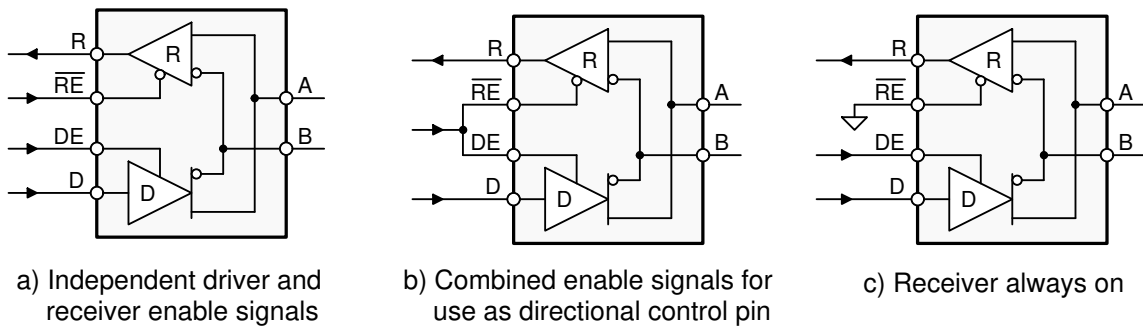 R
R
RE
A
DE
B
D
D
a) Independent driver and
receiver enable signals
R
R
RE
A
DE
B
D
D
b) Combined enable signals for
use as directional control pin
R
R
RE
A
DE
B
D
D
c) Receiver always on